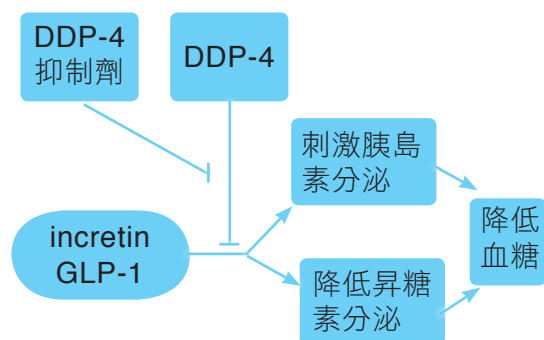 DDP-4
抑制劑
DDP-4
刺激胰島
素分泌
incretin
GLP-1
降低
血糖
降低昇糖
素分泌